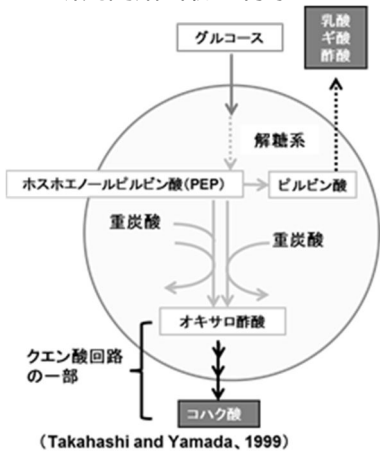 乳酸
ギ酸
酢酸
グルコース
解糖系
ホスホエノールピルビン酸(PEP)
ピルビン酸
重炭酸
重炭酸
オキサロ酢酸
クエン酸回路
の一部
コハク酸
(Takahashi and Yamada、1999)